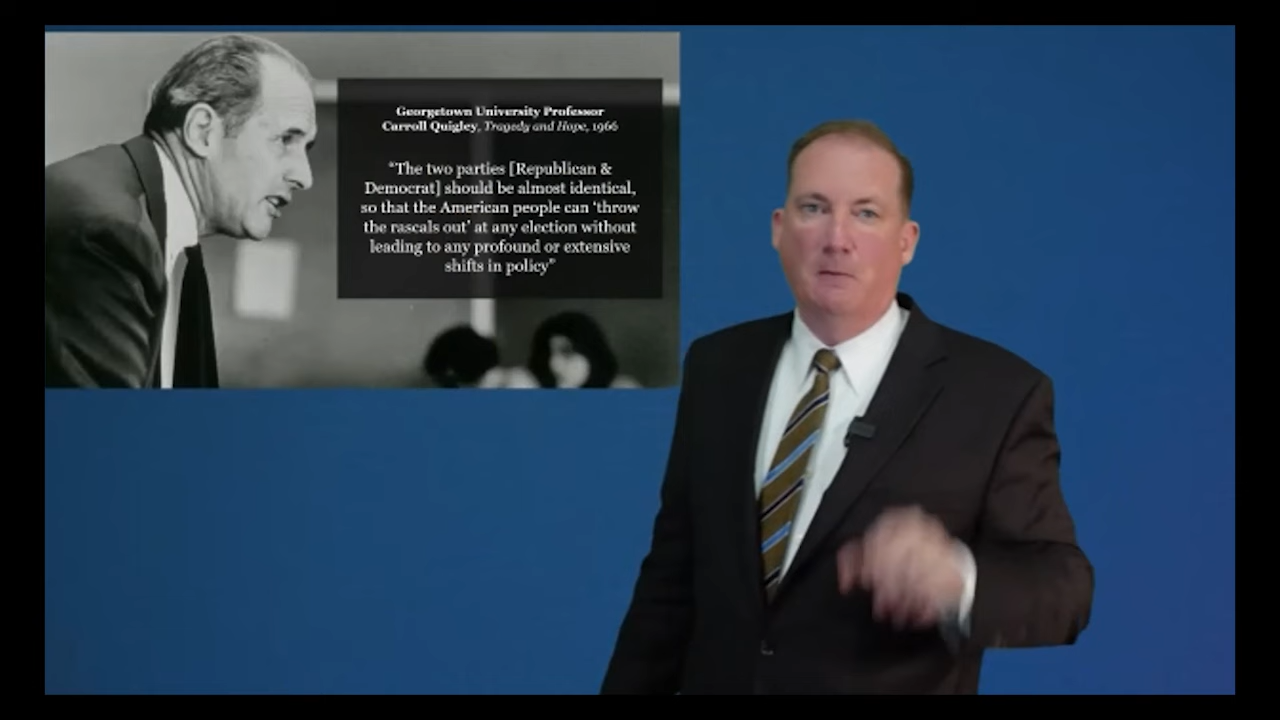 Georgetown University Professor
Carroll Quigley, Tragedy and Hope, 1966
“The two parties [Republican &
Democrat] should be almost identical,
so that the American people can ‘throw
the rascals out’ at any election without
leading to any profound or extensive
shifts in policy”